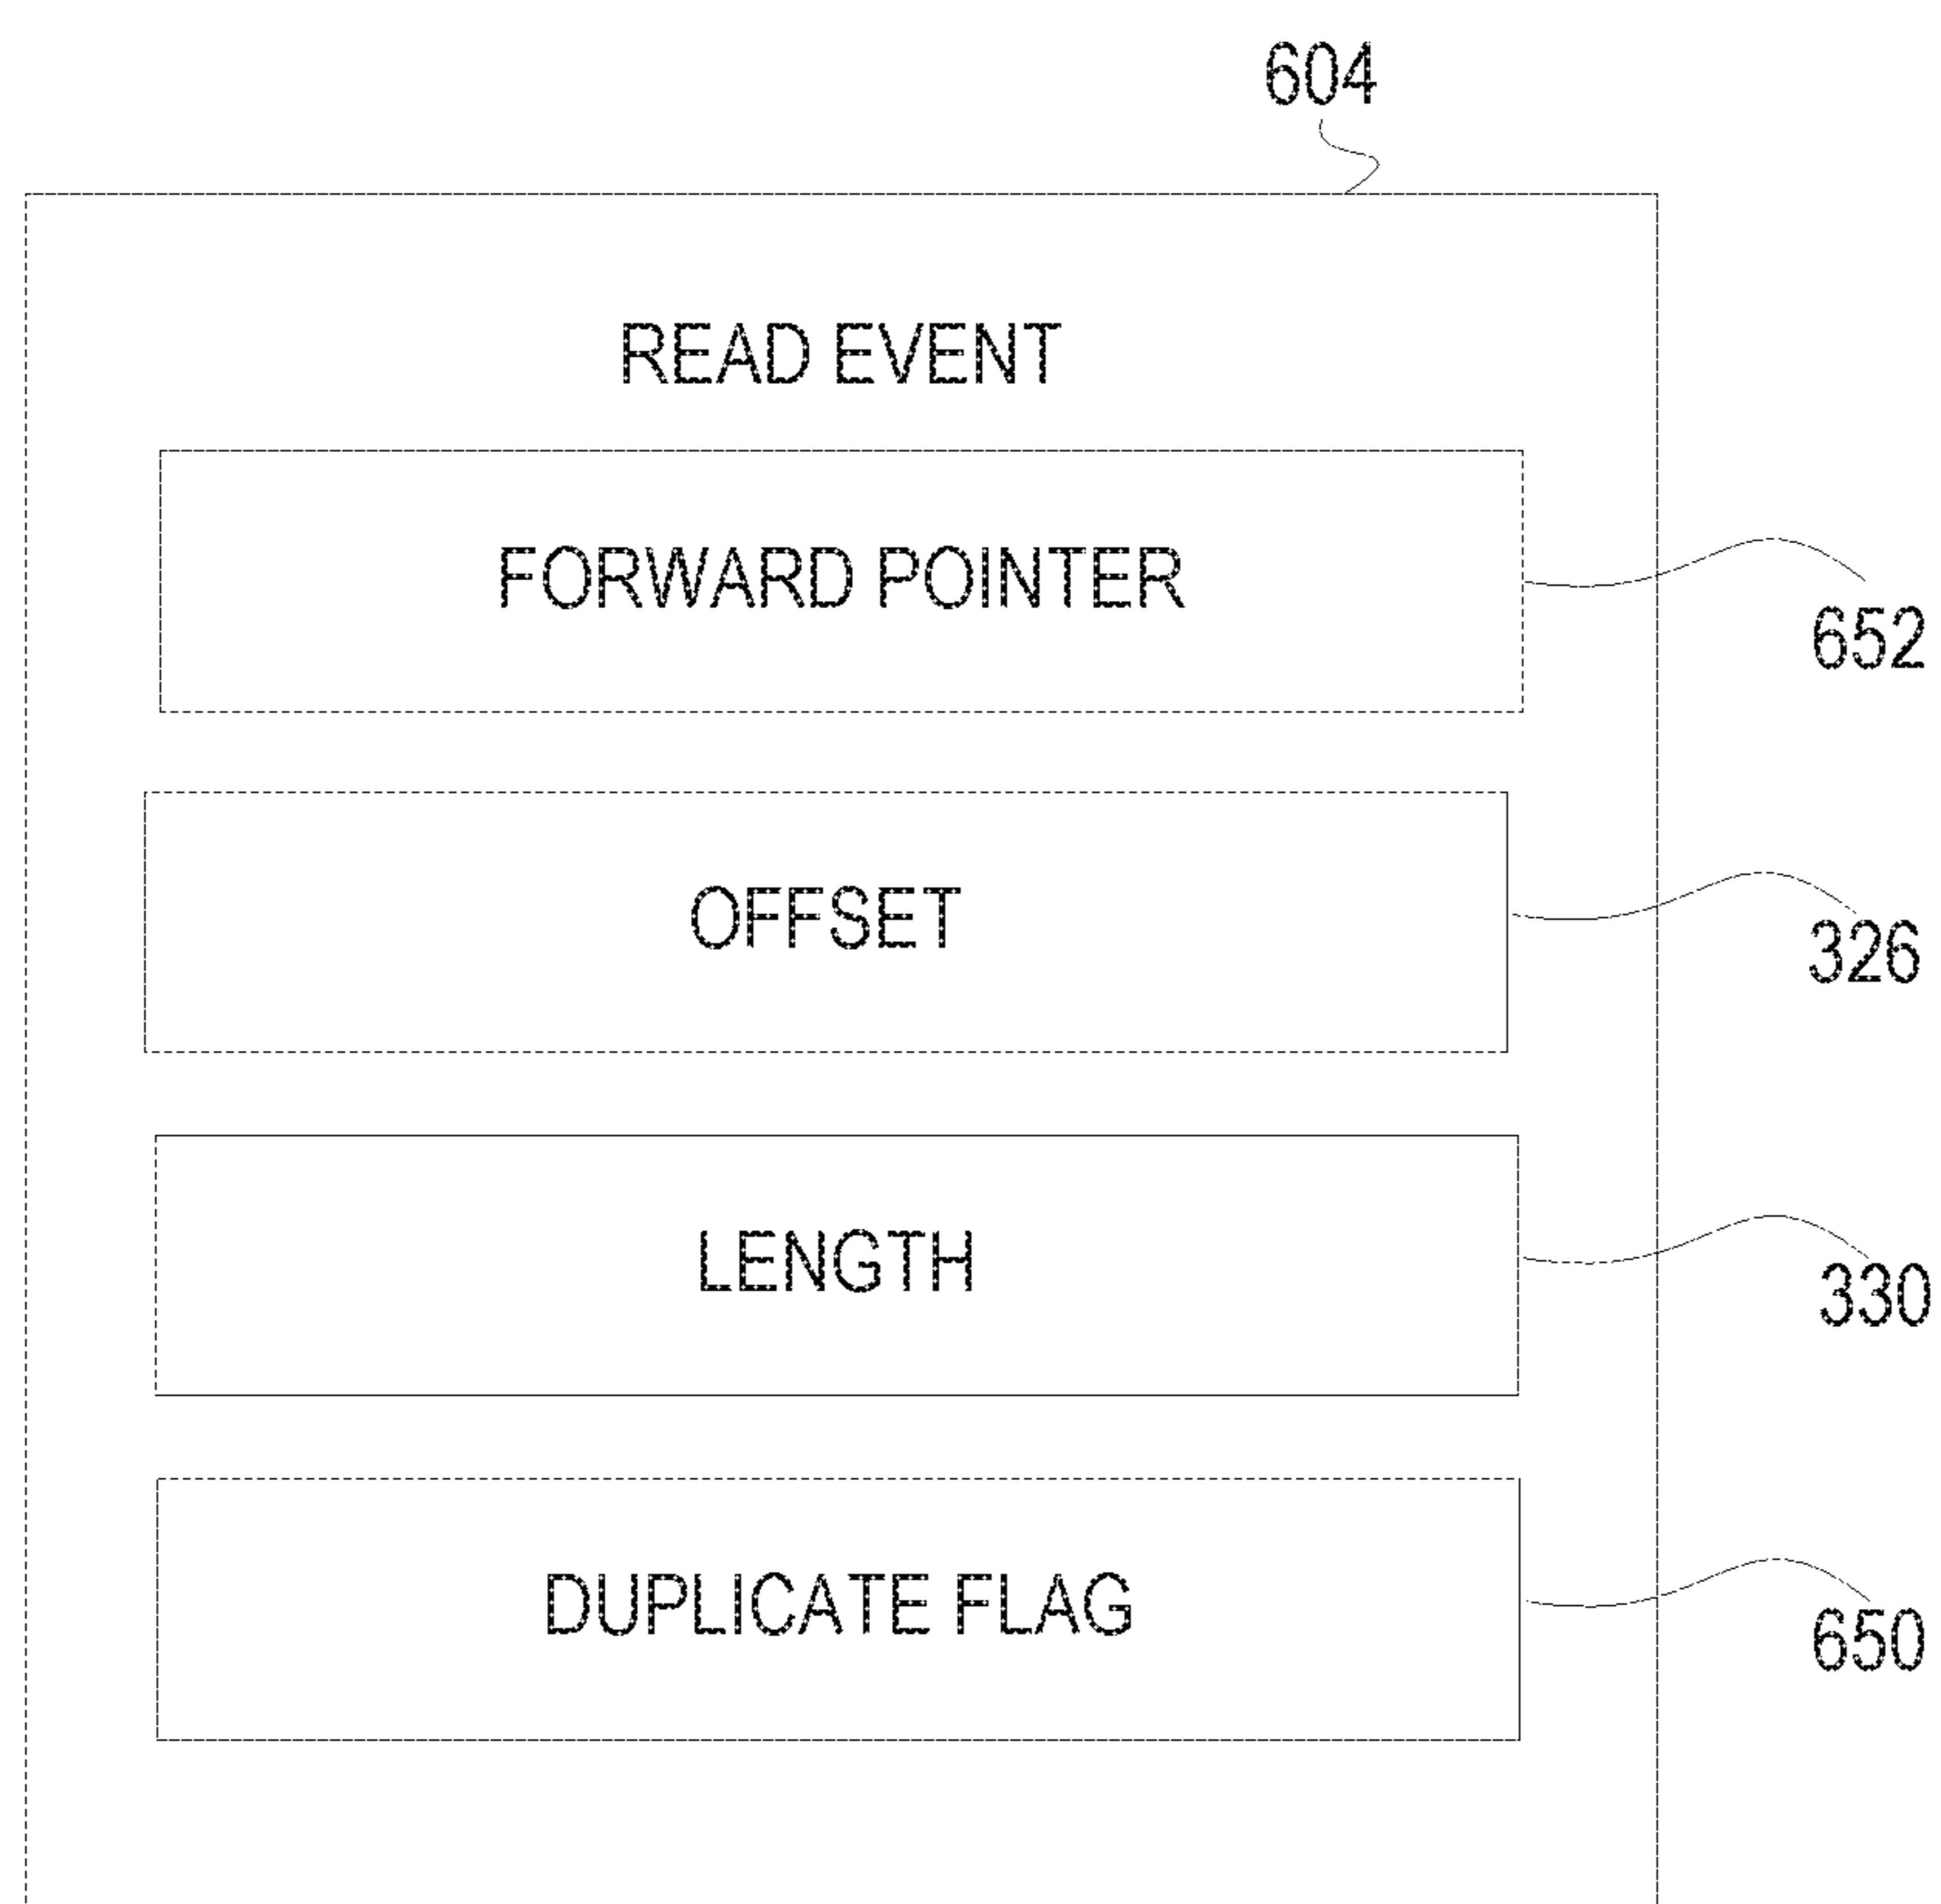 604
READ EVENT
FORWARD POINTER
652
OFFSET
326
LENGTH
330
DUPLICATE FLAG
650